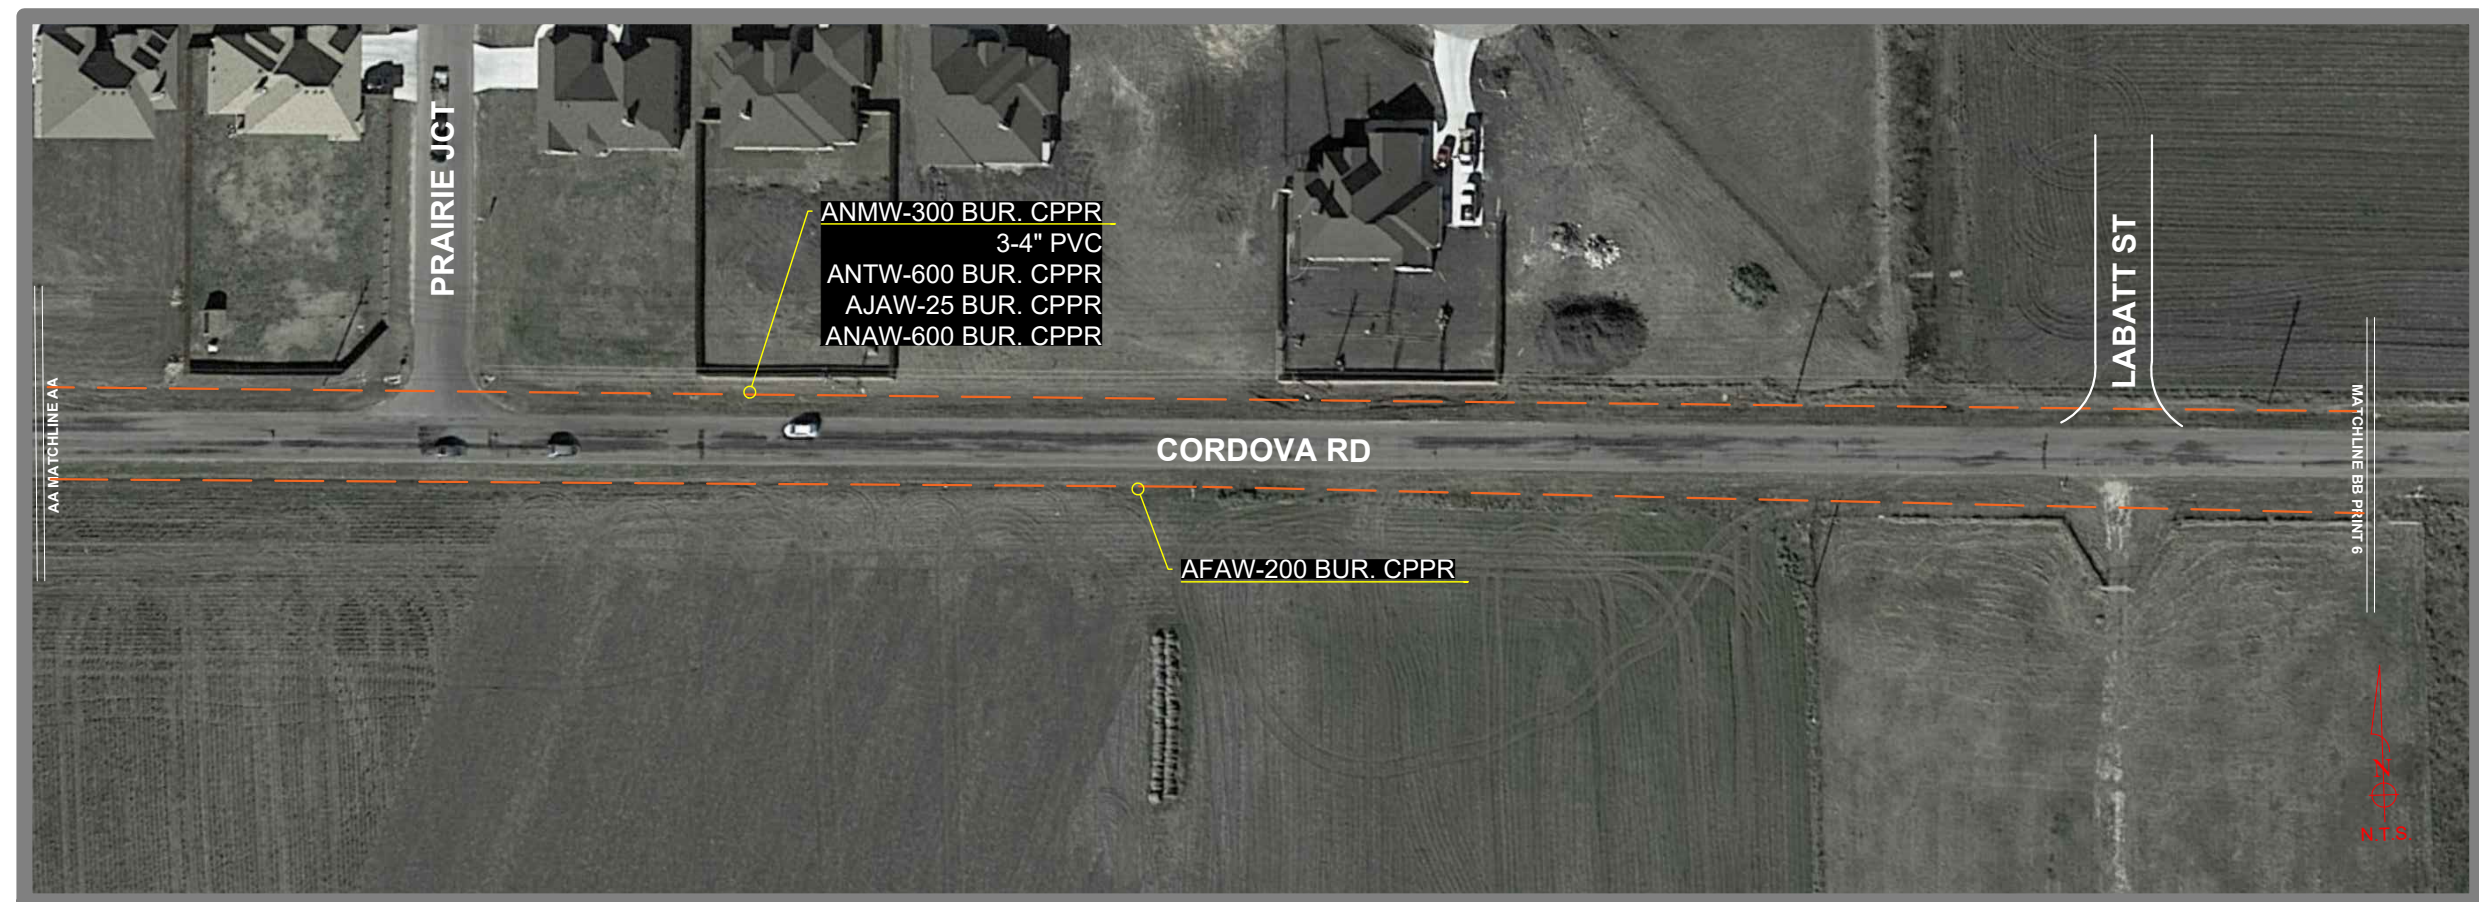 PRAIRIE JCT
ANMW-300 BUR. CPPR
3-4" PVC
ANTW-600 BUR. CPPR
AJAW-25 BUR. CPPR
ANAW-600 BUR. CPPR
LABATT ST
AA MATCHLINE AA
CORDOVA RD
MATCHLINE BB PRINT 6
AFAW-200 BUR. CPPR
N
N.T.S.